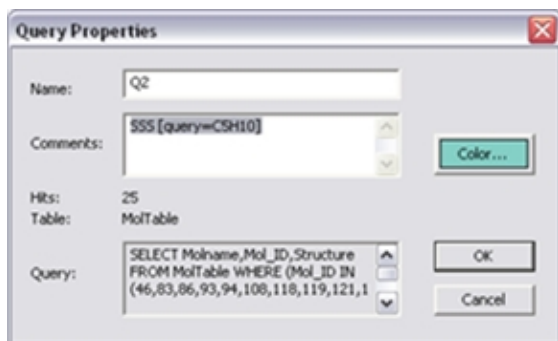 Query Properties
Name: Q2
Comments: SSS [query=C5H10]
Color...
Hits: 25
Table: MolTable
Query: SELECT Molname,Mol_ID,Structure
FROM MolTable WHERE (Mol_ID IN
(46,83,86,93,94,108,118,119,121,1
OK
Cancel